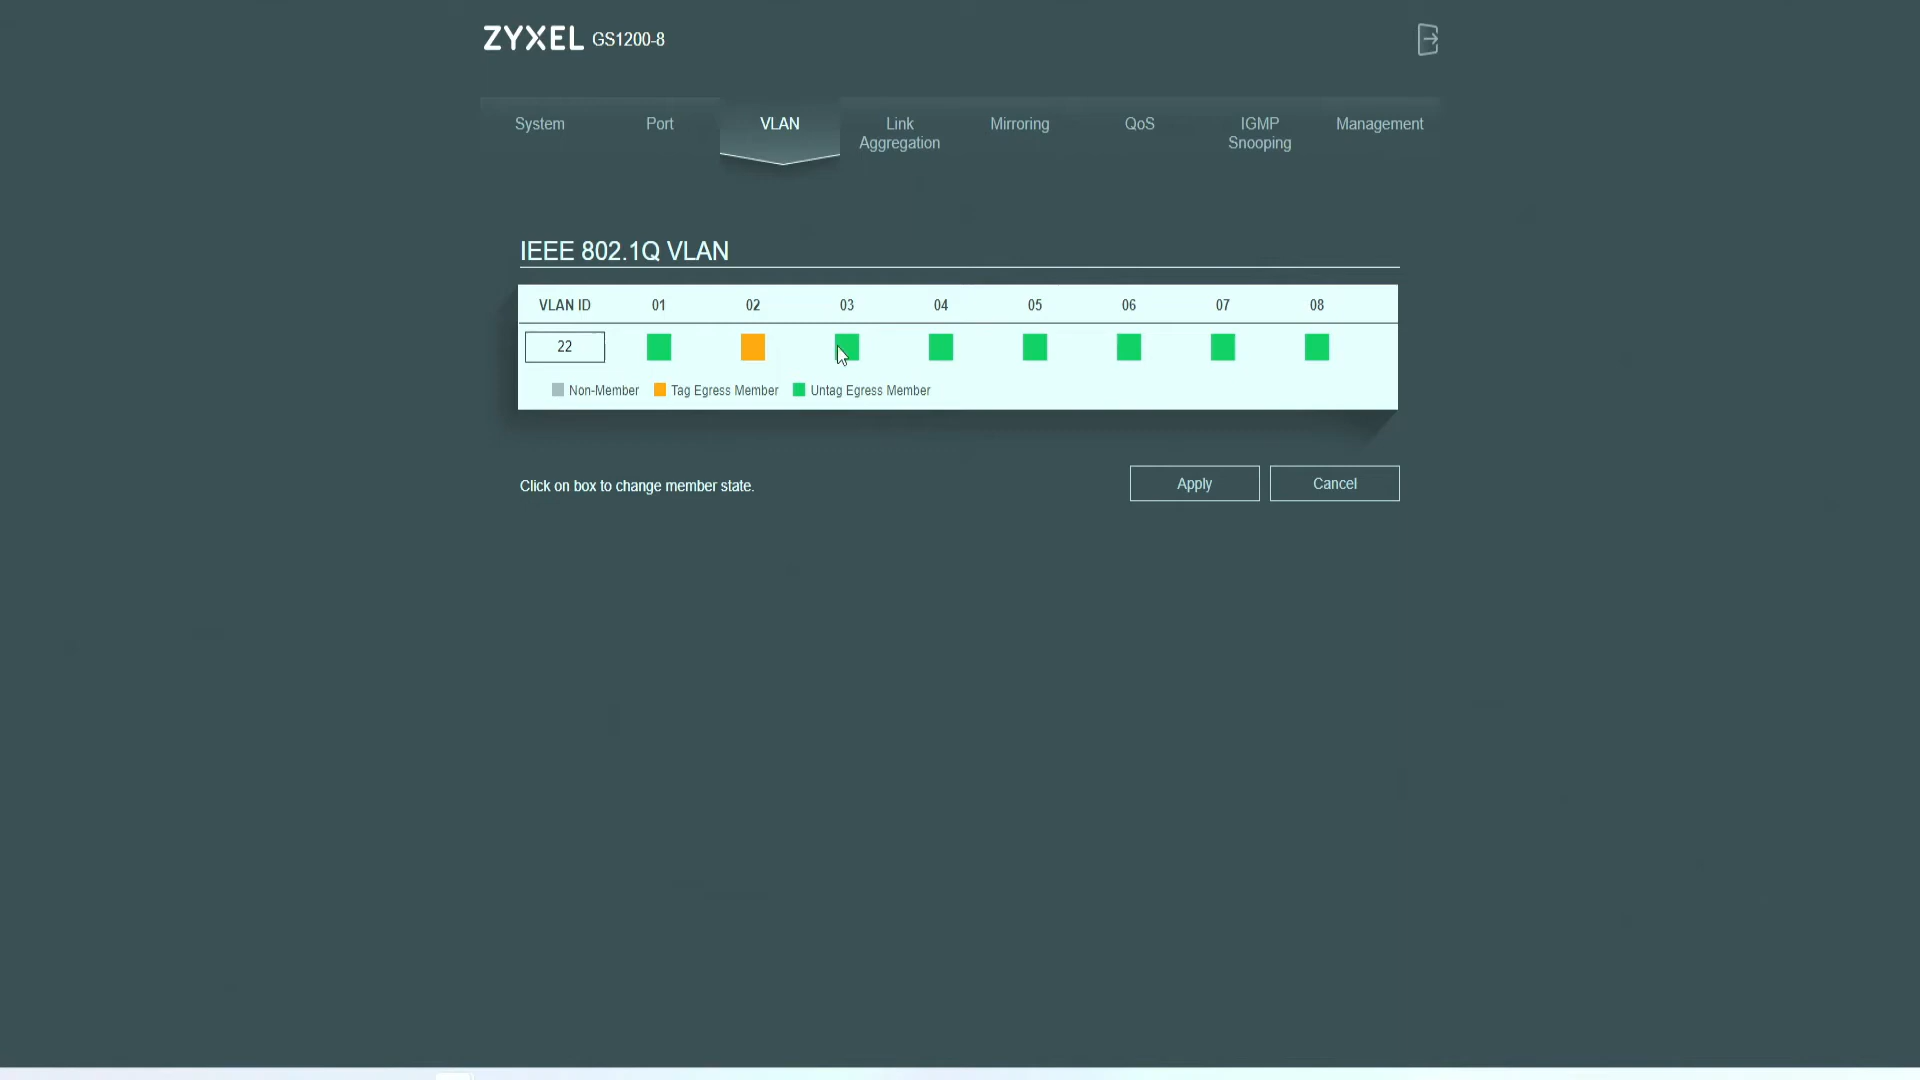 ZYXEL GS1200-8
System Port VLAN Link Aggregation Mirroring QoS IGMP Snooping Management
IEEE 802.1Q VLAN
VLAN ID 01 02 03 04 05 06 07 08
22
Non-Member Tag Egress Member Untag Egress Member
Click on box to change member state.
Apply Cancel